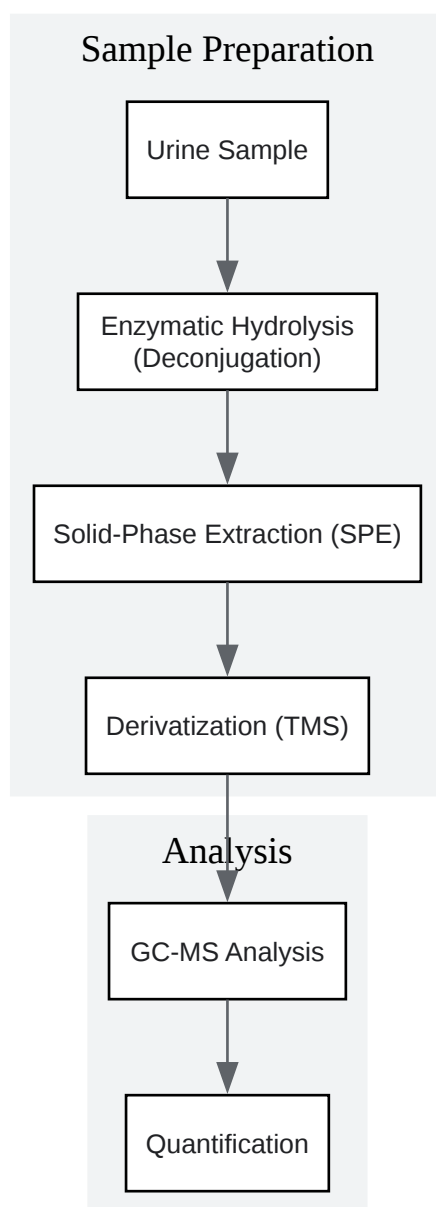 Sample Preparation
Urine Sample
Enzymatic Hydrolysis
(Deconjugation)
Solid-Phase Extraction (SPE)
Derivatization (TMS)
Analysis
GC-MS Analysis
Quantification